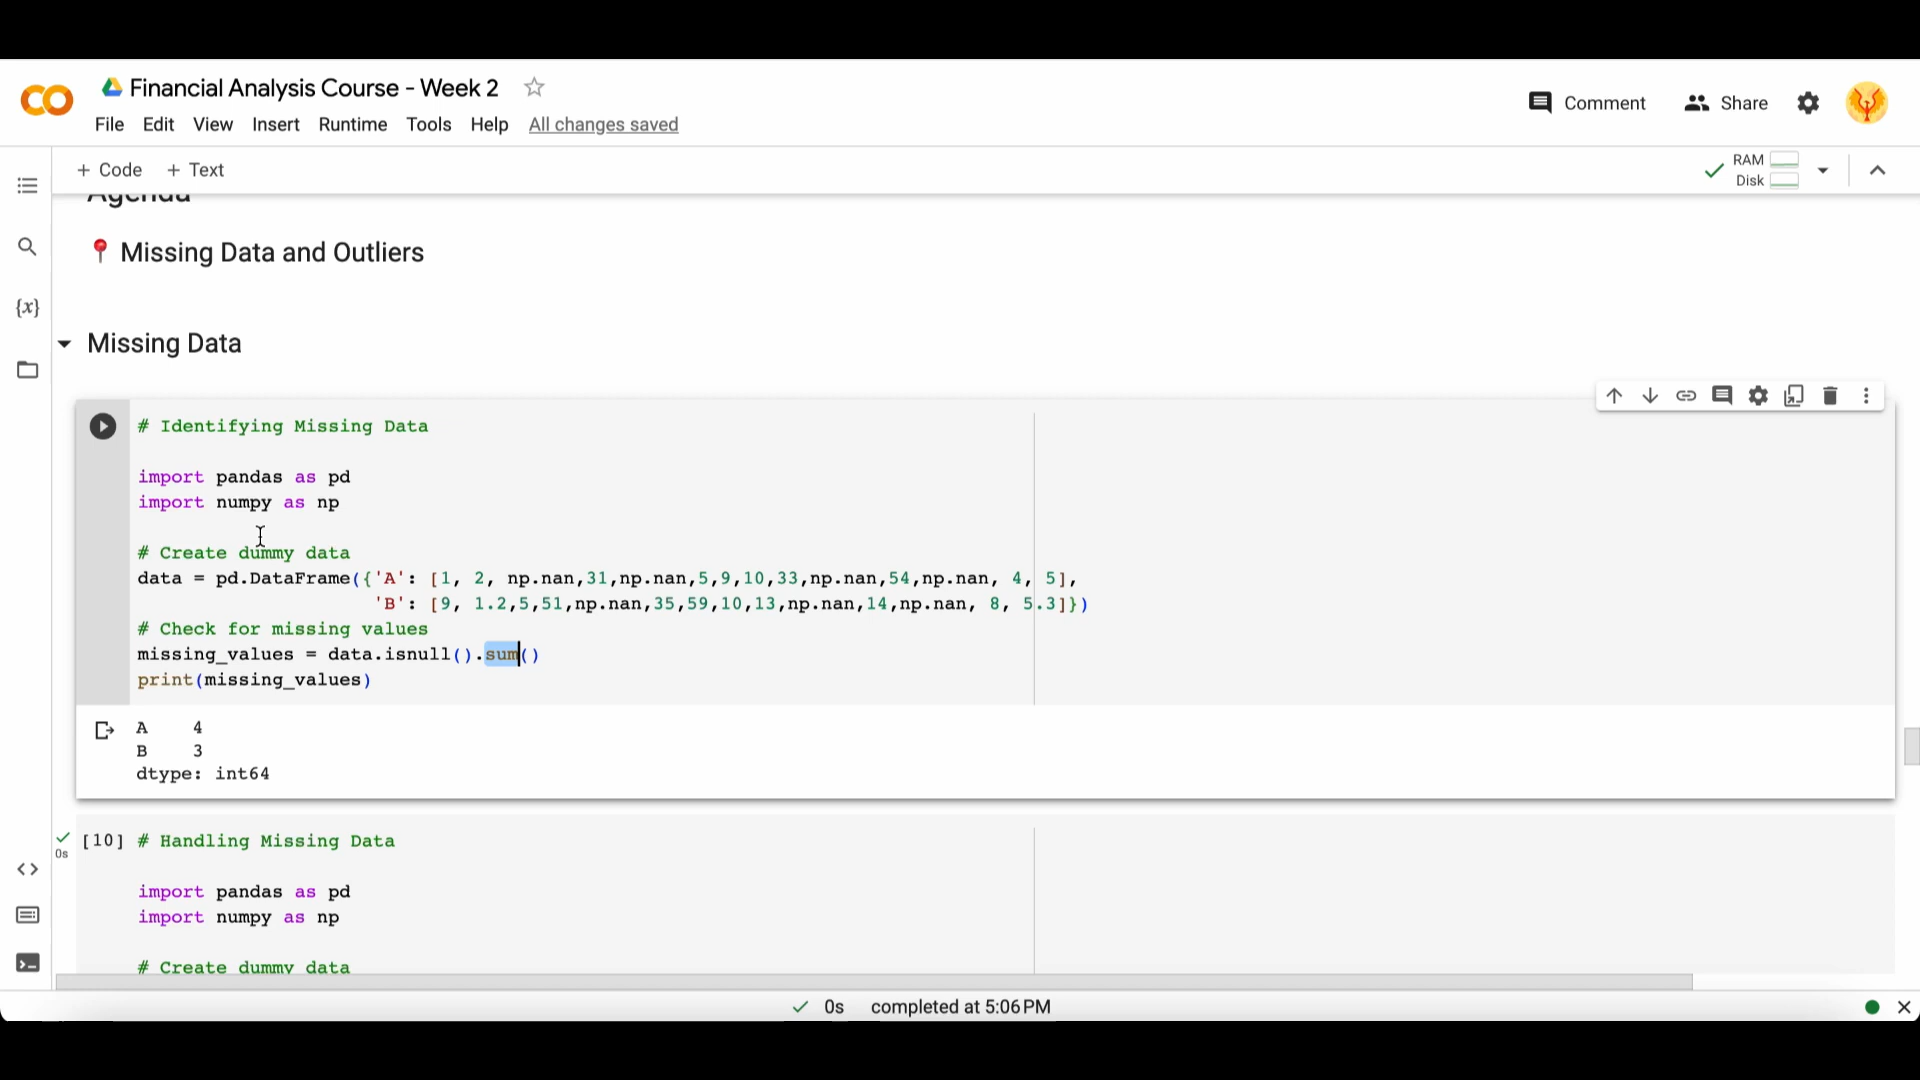 Financial Analysis Course - Week 2
File Edit View Insert Runtime Tools Help All changes saved
Comment Share
+ Code + Text
RAM
Disk
Agenda
Missing Data and Outliers
Missing Data
# Identifying Missing Data
import pandas as pd
import numpy as np
# Create dummy data
data = pd.DataFrame({'A': [1, 2, np.nan,31,np.nan,5,9,10,33,np.nan,54,np.nan, 4, 5],
'B': [9, 1.2,5,51,np.nan,35,59,10,13,np.nan,14,np.nan, 8, 5.3]})
# Check for missing values
missing_values = data.isnull().sum()
print(missing_values)
A 4
B 3
dtype: int64
[10] # Handling Missing Data
0s
import pandas as pd
import numpy as np
# Create dummy data
0s completed at 5:06 PM